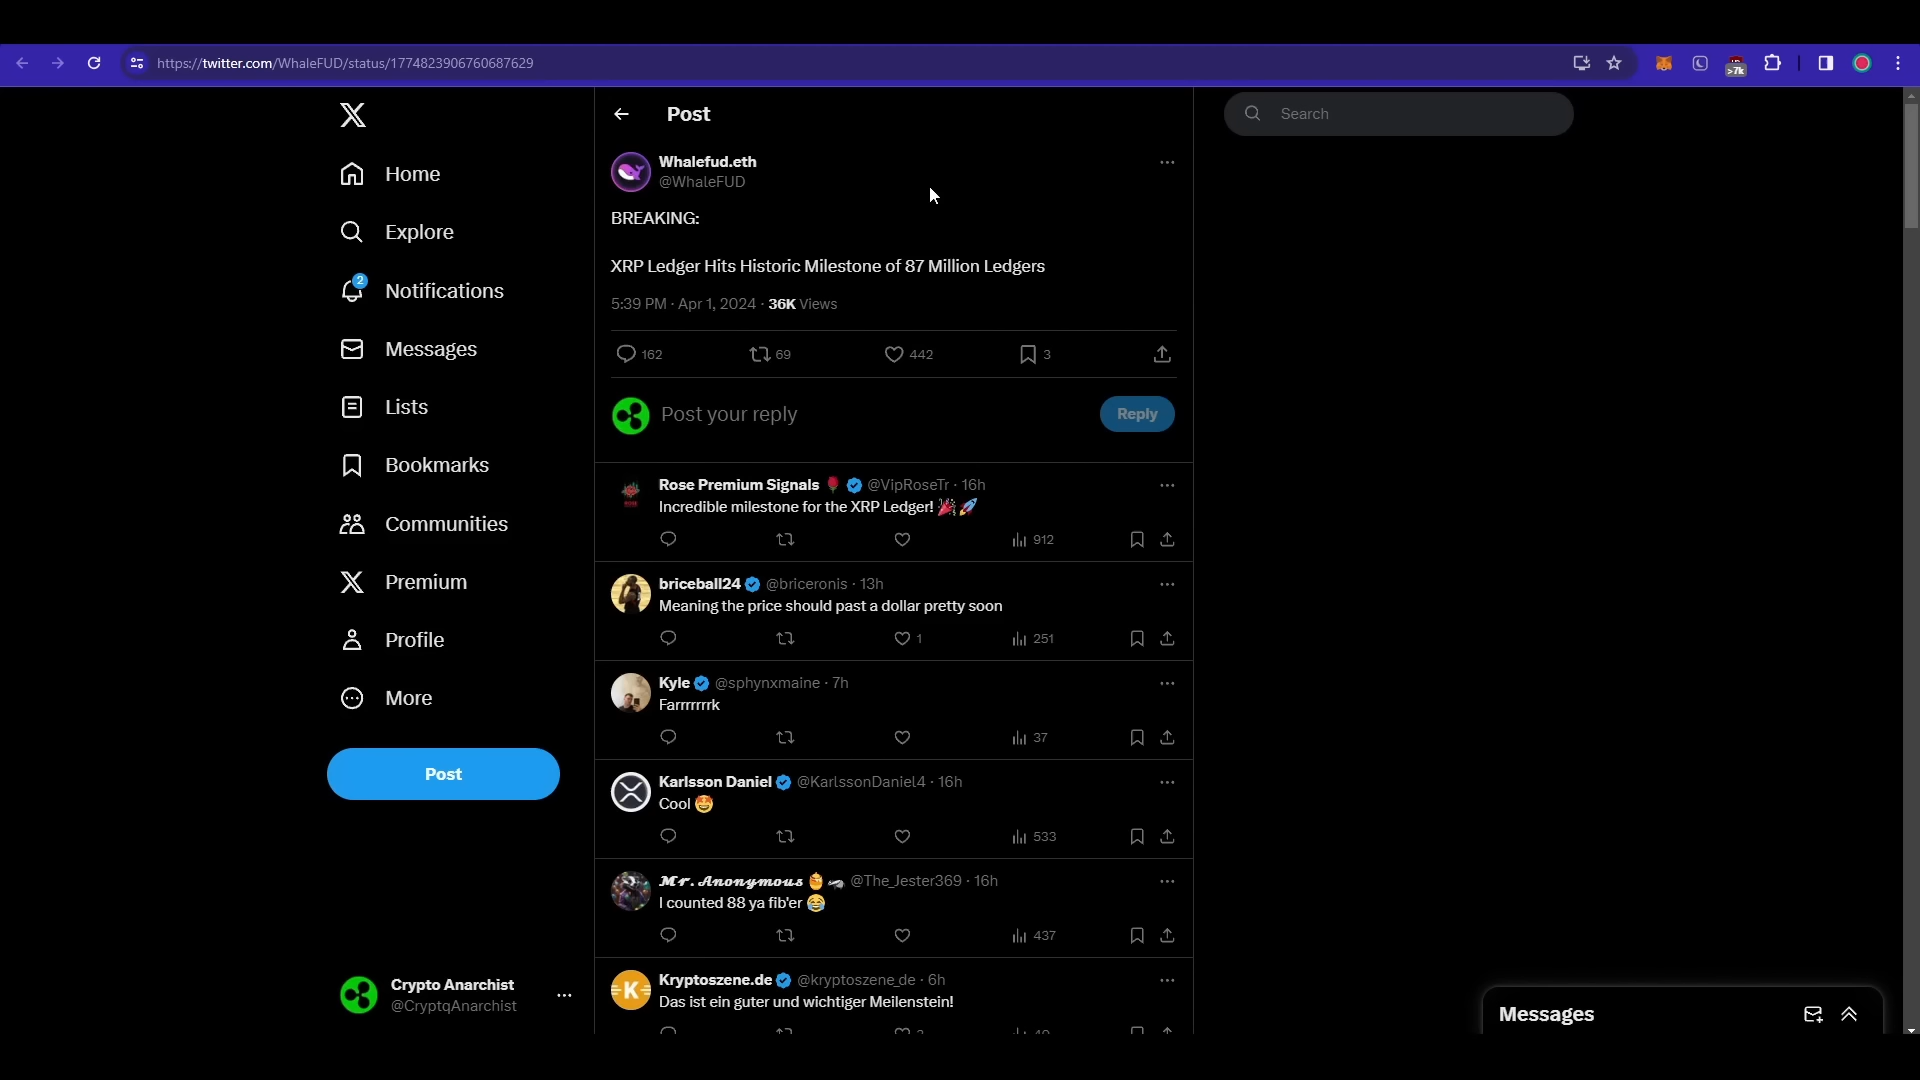 https://twitter.com/WhaleFUD/status/1774823906760687629
>7k
Home
Explore
2
Notifications
Messages
Lists
Bookmarks
Communities
Premium
Profile
More
Post
Crypto Anarchist
@CryptqAnarchist
Post
Whalefud.eth
@WhaleFUD
BREAKING:
XRP Ledger Hits Historic Milestone of 87 Million Ledgers
5:39 PM · Apr 1, 2024 · 36K Views
162 69 442 3
Post your reply
Reply
Rose Premium Signals 🌹 @VipRoseTr · 16h
Incredible milestone for the XRP Ledger! 🎉🚀
912
briceball24 @briceronis · 13h
Meaning the price should past a dollar pretty soon
1 251
Kyle @sphynxmaine · 7h
Farrrrrrrk
37
Karlsson Daniel @KarlssonDaniel4 · 16h
Cool 🤩
533
𝓜𝓻. 𝓐𝓷𝓸𝓷𝔂𝓶𝓸𝓾𝓼 @The_Jester369 · 16h
I counted 88 ya fib'er 😂
437
K
Kryptoszene.de @kryptoszene_de · 6h
Das ist ein guter und wichtiger Meilenstein!
Search
Messages